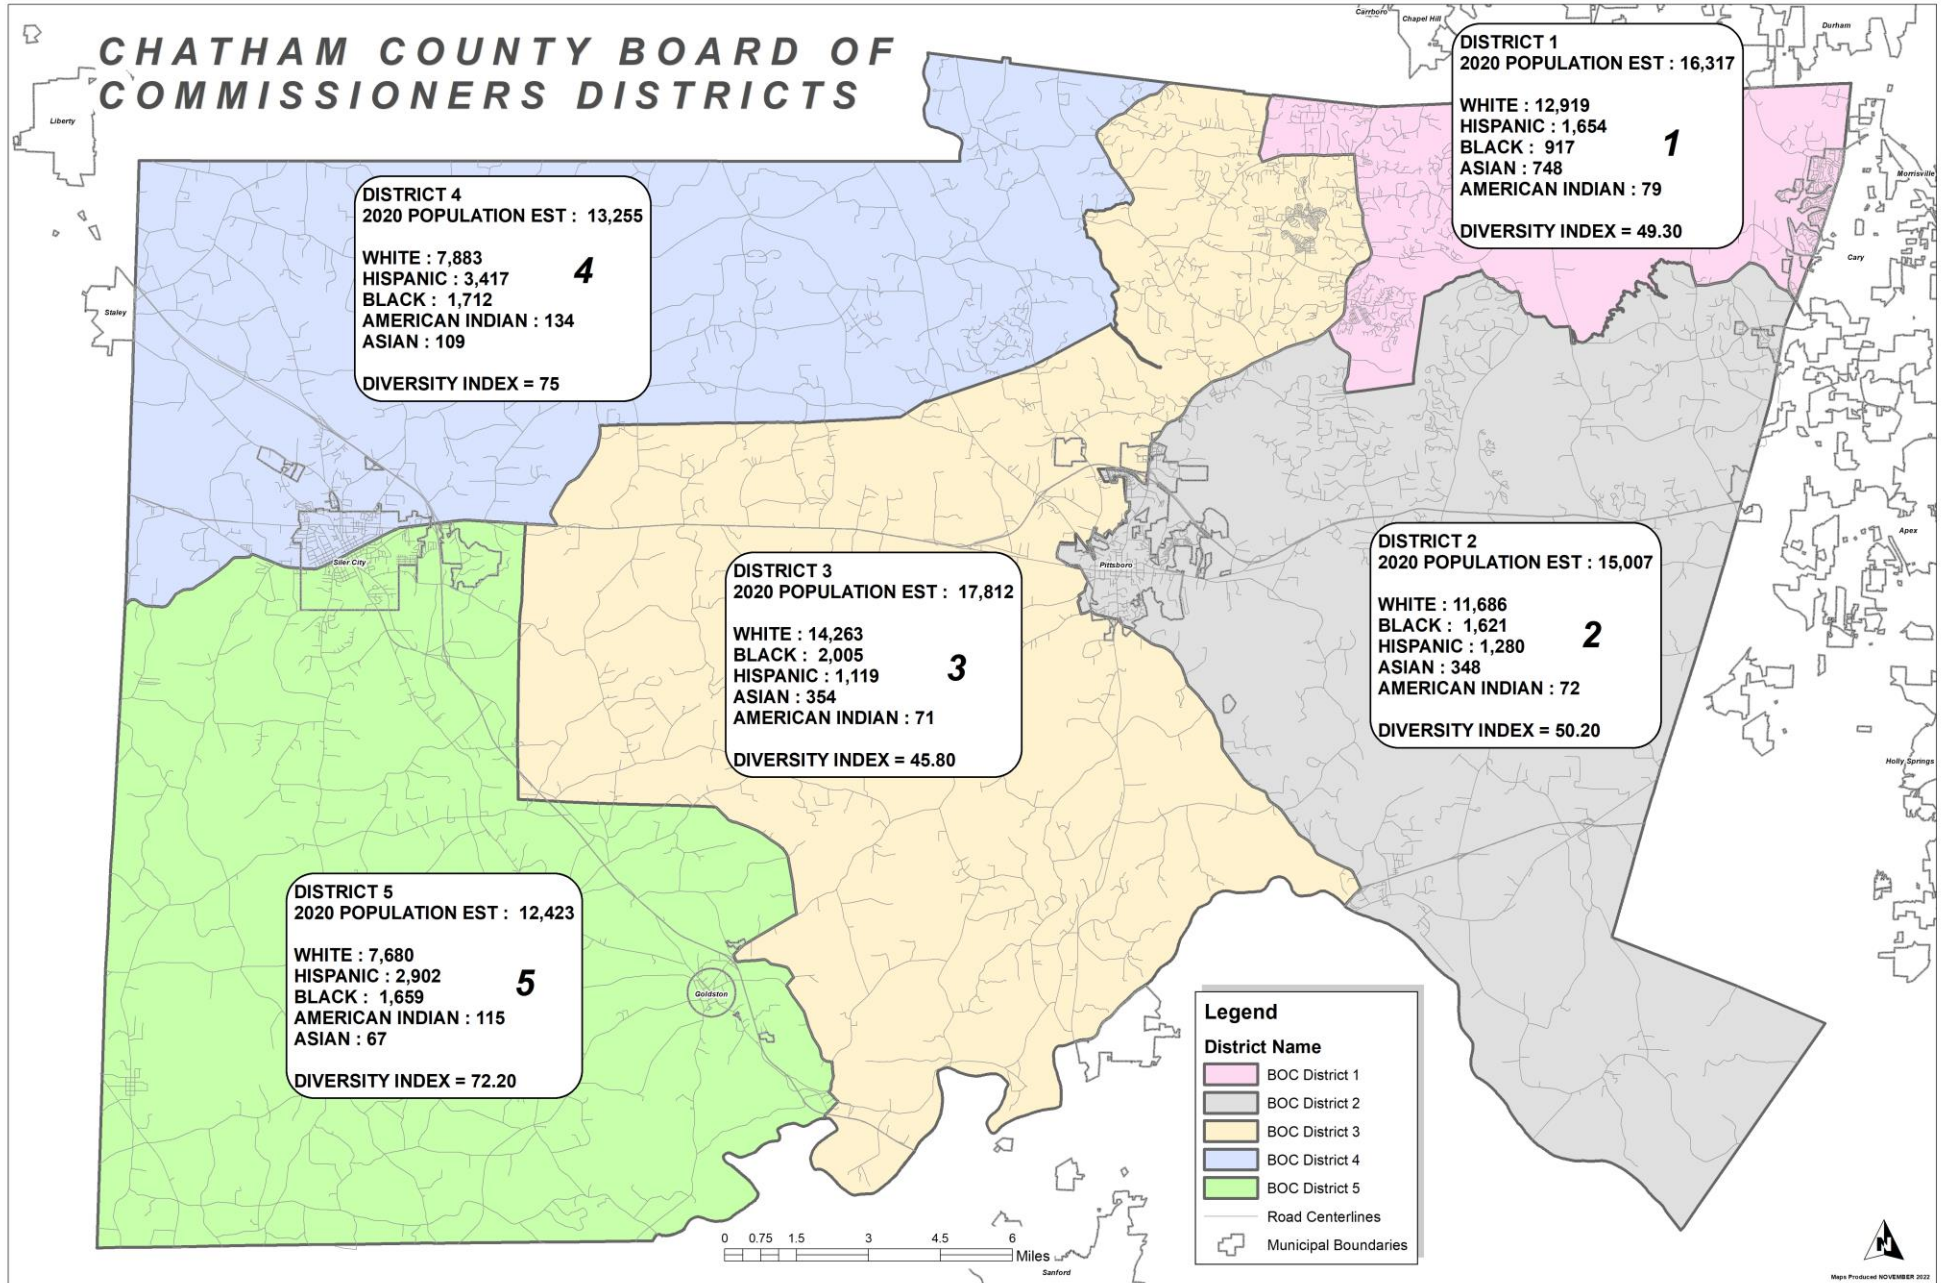 CHATHAM COUNTY BOARD OF
COMMISSIONERS DISTRICTS
Carrboro
Chapel Hill
Durham
Liberty
Morrisville
Cary
Staley
Apex
Holly Springs
Siler City
Pittsboro
Goldston
Sanford
DISTRICT 1
2020 POPULATION EST : 16,317
WHITE : 12,919
HISPANIC : 1,654
BLACK : 917
ASIAN : 748
AMERICAN INDIAN : 79
DIVERSITY INDEX = 49.30
1
DISTRICT 4
2020 POPULATION EST : 13,255
WHITE : 7,883
HISPANIC : 3,417
BLACK : 1,712
AMERICAN INDIAN : 134
ASIAN : 109
DIVERSITY INDEX = 75
4
DISTRICT 3
2020 POPULATION EST : 17,812
WHITE : 14,263
BLACK : 2,005
HISPANIC : 1,119
ASIAN : 354
AMERICAN INDIAN : 71
DIVERSITY INDEX = 45.80
3
DISTRICT 2
2020 POPULATION EST : 15,007
WHITE : 11,686
BLACK : 1,621
HISPANIC : 1,280
ASIAN : 348
AMERICAN INDIAN : 72
DIVERSITY INDEX = 50.20
2
DISTRICT 5
2020 POPULATION EST : 12,423
WHITE : 7,680
HISPANIC : 2,902
BLACK : 1,659
AMERICAN INDIAN : 115
ASIAN : 67
DIVERSITY INDEX = 72.20
5
Legend
District Name
BOC District 1
BOC District 2
BOC District 3
BOC District 4
BOC District 5
Road Centerlines
Municipal Boundaries
0 0.75 1.5 3 4.5 6
Miles
N
Maps Produced NOVEMBER 2022